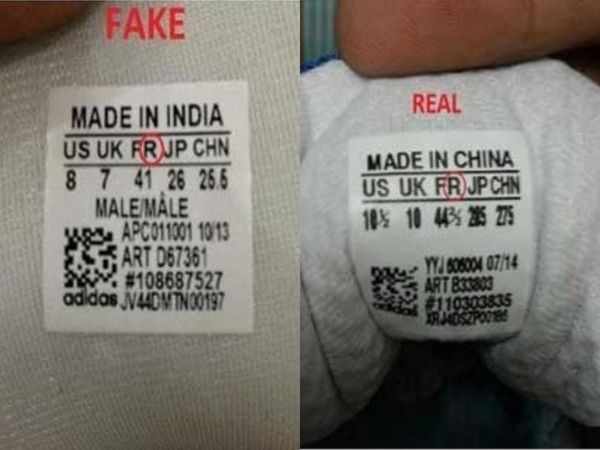 FAKE
MADE IN INDIA
US UK FR JP CHN
8 7 41 26 25.5
MALE/MÂLE
APC011001 10/13
ART D67361
#108687527
adidas JV44DMTN00197
REAL
MADE IN CHINA
US UK FR JP CHN
10½ 10 44⅔ 285 275
YYJ 606004 07/14
ART B33803
#110303835
XRJ4DSZP00186